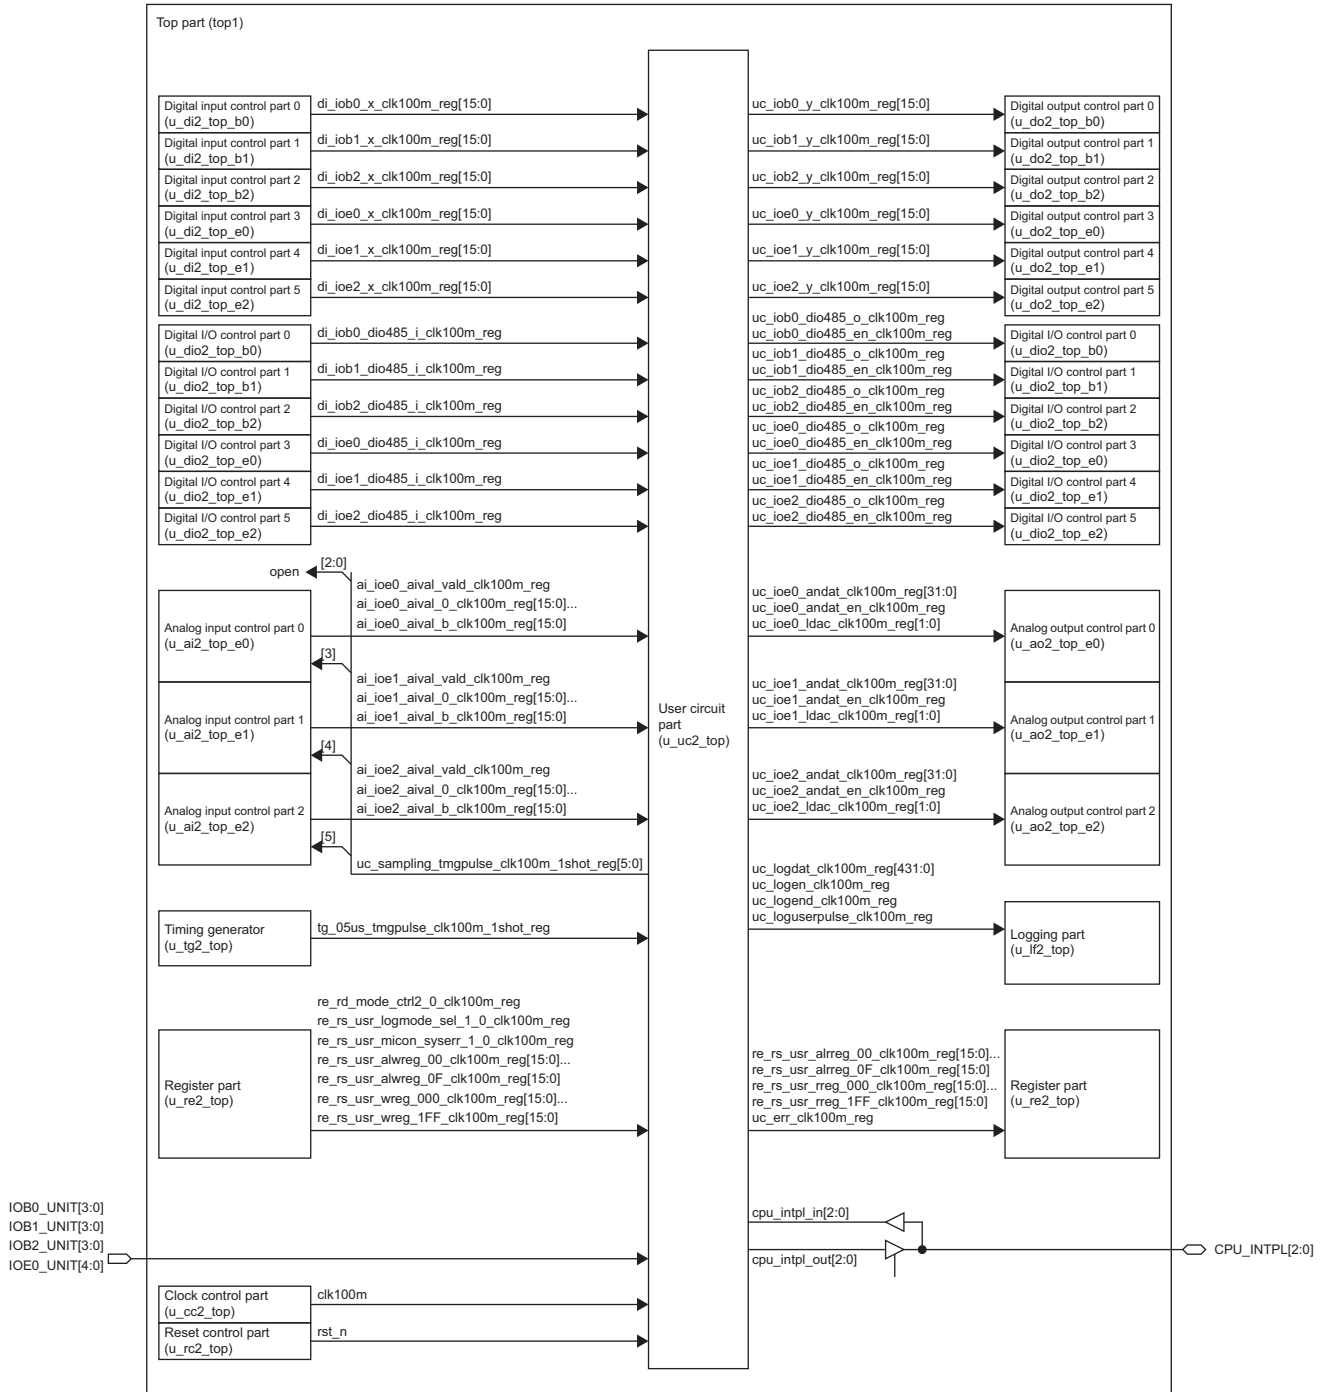 Top part (top1)
Digital input control part 0
(u_di2_top_b0)
di_iob0_x_clk100m_reg[15:0]
Digital input control part 1
(u_di2_top_b1)
di_iob1_x_clk100m_reg[15:0]
Digital input control part 2
(u_di2_top_b2)
di_iob2_x_clk100m_reg[15:0]
Digital input control part 3
(u_di2_top_e0)
di_ioe0_x_clk100m_reg[15:0]
Digital input control part 4
(u_di2_top_e1)
di_ioe1_x_clk100m_reg[15:0]
Digital input control part 5
(u_di2_top_e2)
di_ioe2_x_clk100m_reg[15:0]
Digital I/O control part 0
(u_dio2_top_b0)
di_iob0_dio485_i_clk100m_reg
Digital I/O control part 1
(u_dio2_top_b1)
di_iob1_dio485_i_clk100m_reg
Digital I/O control part 2
(u_dio2_top_b2)
di_iob2_dio485_i_clk100m_reg
Digital I/O control part 3
(u_dio2_top_e0)
di_ioe0_dio485_i_clk100m_reg
Digital I/O control part 4
(u_dio2_top_e1)
di_ioe1_dio485_i_clk100m_reg
Digital I/O control part 5
(u_dio2_top_e2)
di_ioe2_dio485_i_clk100m_reg
open
[2:0]
Analog input control part 0
(u_ai2_top_e0)
ai_ioe0_aival_vald_clk100m_reg
ai_ioe0_aival_0_clk100m_reg[15:0]...
ai_ioe0_aival_b_clk100m_reg[15:0]
[3]
Analog input control part 1
(u_ai2_top_e1)
ai_ioe1_aival_vald_clk100m_reg
ai_ioe1_aival_0_clk100m_reg[15:0]...
ai_ioe1_aival_b_clk100m_reg[15:0]
[4]
Analog input control part 2
(u_ai2_top_e2)
ai_ioe2_aival_vald_clk100m_reg
ai_ioe2_aival_0_clk100m_reg[15:0]...
ai_ioe2_aival_b_clk100m_reg[15:0]
[5]
uc_sampling_tmgpulse_clk100m_1shot_reg[5:0]
Timing generator
(u_tg2_top)
tg_05us_tmgpulse_clk100m_1shot_reg
Register part
(u_re2_top)
re_rd_mode_ctrl2_0_clk100m_reg
re_rs_usr_logmode_sel_1_0_clk100m_reg
re_rs_usr_micon_syserr_1_0_clk100m_reg
re_rs_usr_alwreg_00_clk100m_reg[15:0]...
re_rs_usr_alwreg_0F_clk100m_reg[15:0]
re_rs_usr_wreg_000_clk100m_reg[15:0]...
re_rs_usr_wreg_1FF_clk100m_reg[15:0]
IOB0_UNIT[3:0]
IOB1_UNIT[3:0]
IOB2_UNIT[3:0]
IOE0_UNIT[4:0]
Clock control part
(u_cc2_top)
clk100m
Reset control part
(u_rc2_top)
rst_n
User circuit
part
(u_uc2_top)
uc_iob0_y_clk100m_reg[15:0]
Digital output control part 0
(u_do2_top_b0)
uc_iob1_y_clk100m_reg[15:0]
Digital output control part 1
(u_do2_top_b1)
uc_iob2_y_clk100m_reg[15:0]
Digital output control part 2
(u_do2_top_b2)
uc_ioe0_y_clk100m_reg[15:0]
Digital output control part 3
(u_do2_top_e0)
uc_ioe1_y_clk100m_reg[15:0]
Digital output control part 4
(u_do2_top_e1)
uc_ioe2_y_clk100m_reg[15:0]
Digital output control part 5
(u_do2_top_e2)
uc_iob0_dio485_o_clk100m_reg
uc_iob0_dio485_en_clk100m_reg
Digital I/O control part 0
(u_dio2_top_b0)
uc_iob1_dio485_o_clk100m_reg
uc_iob1_dio485_en_clk100m_reg
Digital I/O control part 1
(u_dio2_top_b1)
uc_iob2_dio485_o_clk100m_reg
uc_iob2_dio485_en_clk100m_reg
Digital I/O control part 2
(u_dio2_top_b2)
uc_ioe0_dio485_o_clk100m_reg
uc_ioe0_dio485_en_clk100m_reg
Digital I/O control part 3
(u_dio2_top_e0)
uc_ioe1_dio485_o_clk100m_reg
uc_ioe1_dio485_en_clk100m_reg
Digital I/O control part 4
(u_dio2_top_e1)
uc_ioe2_dio485_o_clk100m_reg
uc_ioe2_dio485_en_clk100m_reg
Digital I/O control part 5
(u_dio2_top_e2)
uc_ioe0_andat_clk100m_reg[31:0]
uc_ioe0_andat_en_clk100m_reg
uc_ioe0_ldac_clk100m_reg[1:0]
Analog output control part 0
(u_ao2_top_e0)
uc_ioe1_andat_clk100m_reg[31:0]
uc_ioe1_andat_en_clk100m_reg
uc_ioe1_ldac_clk100m_reg[1:0]
Analog output control part 1
(u_ao2_top_e1)
uc_ioe2_andat_clk100m_reg[31:0]
uc_ioe2_andat_en_clk100m_reg
uc_ioe2_ldac_clk100m_reg[1:0]
Analog output control part 2
(u_ao2_top_e2)
uc_logdat_clk100m_reg[431:0]
uc_logen_clk100m_reg
uc_logend_clk100m_reg
uc_loguserpulse_clk100m_reg
Logging part
(u_lf2_top)
re_rs_usr_alrreg_00_clk100m_reg[15:0]...
re_rs_usr_alrreg_0F_clk100m_reg[15:0]
re_rs_usr_rreg_000_clk100m_reg[15:0]...
re_rs_usr_rreg_1FF_clk100m_reg[15:0]
uc_err_clk100m_reg
Register part
(u_re2_top)
cpu_intpl_in[2:0]
cpu_intpl_out[2:0]
CPU_INTPL[2:0]